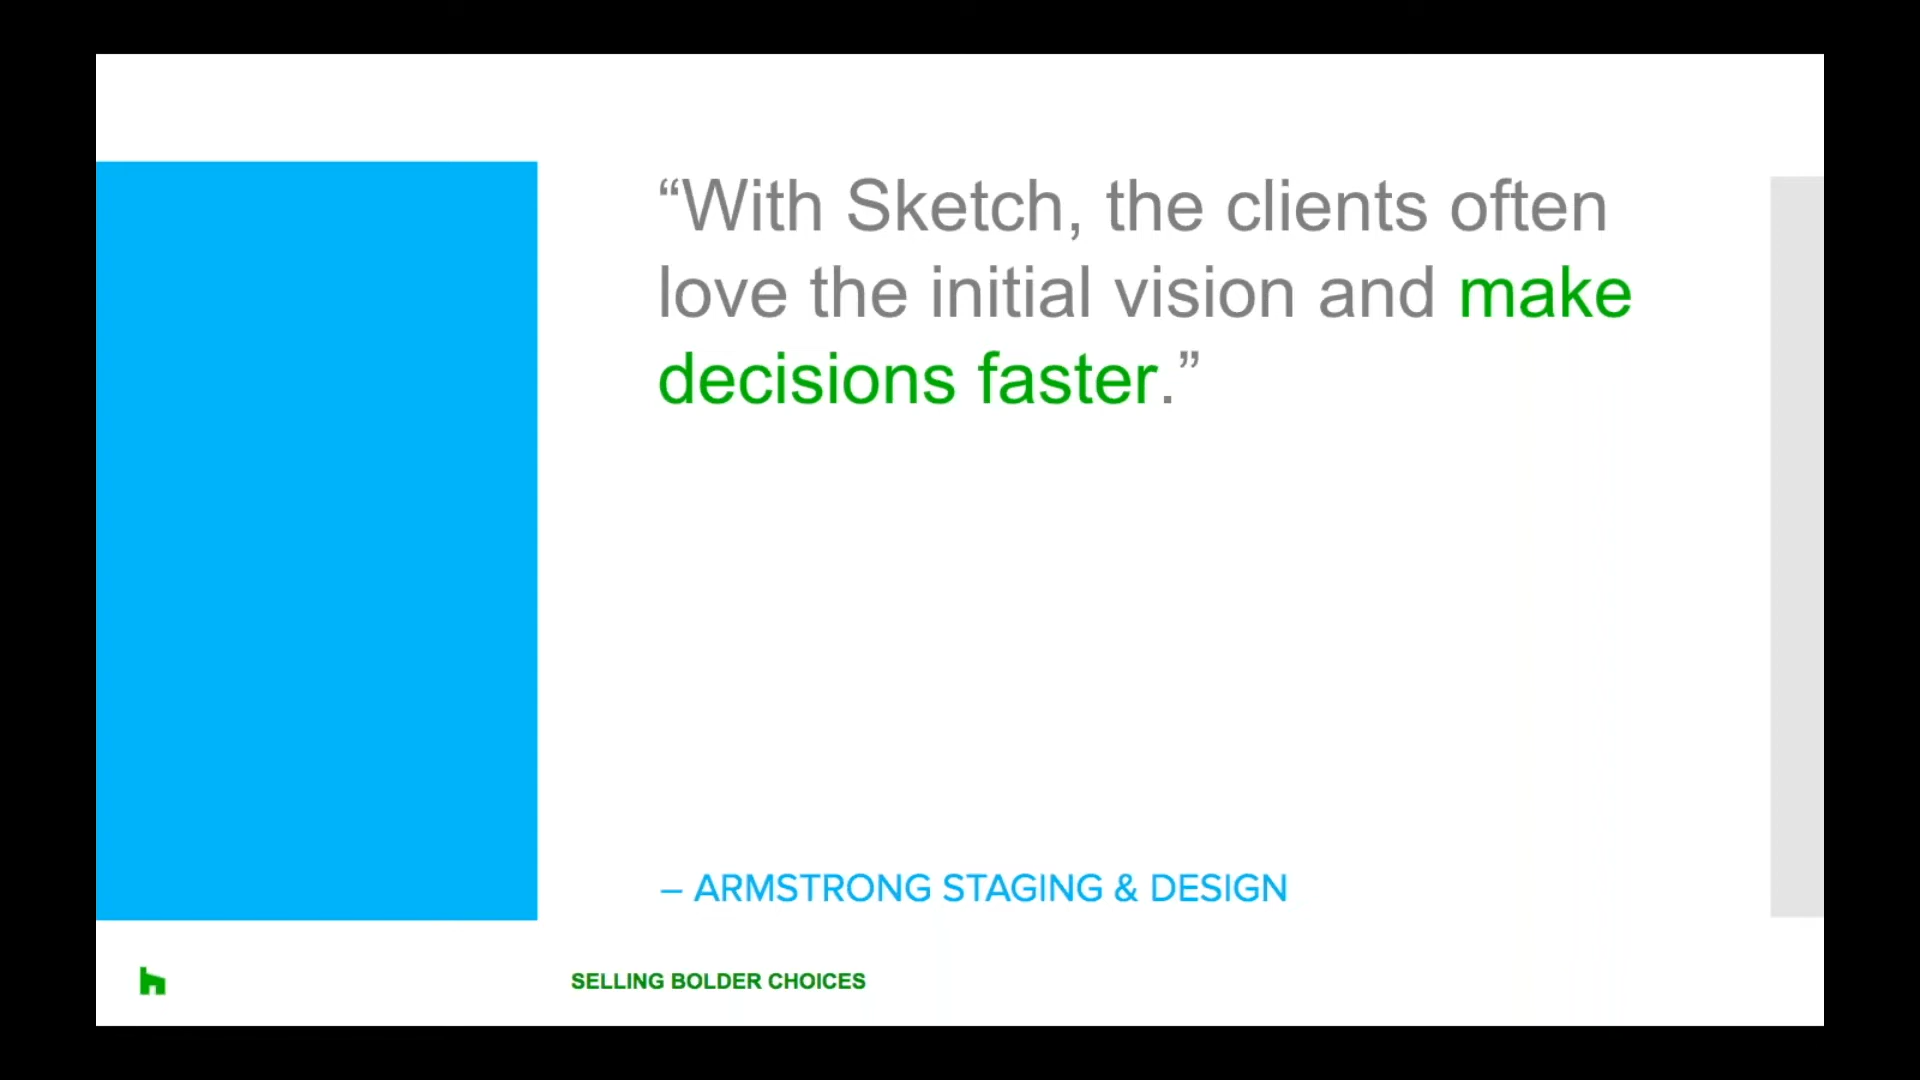 “With Sketch, the clients often
love the initial vision and make
decisions faster.”
– ARMSTRONG STAGING & DESIGN
SELLING BOLDER CHOICES